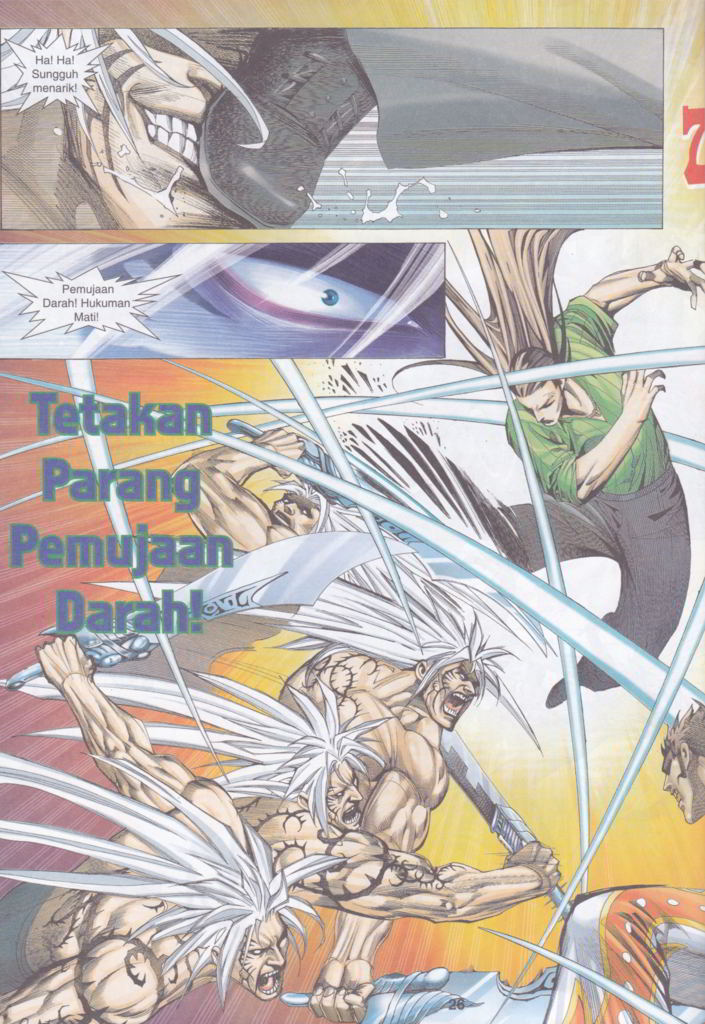 Ha! Ha!
Sungguh
menarik!
Pemujaan
Darah! Hukuman
Mati!
Tetakan
Parang
Pemujaan
Darah!
26